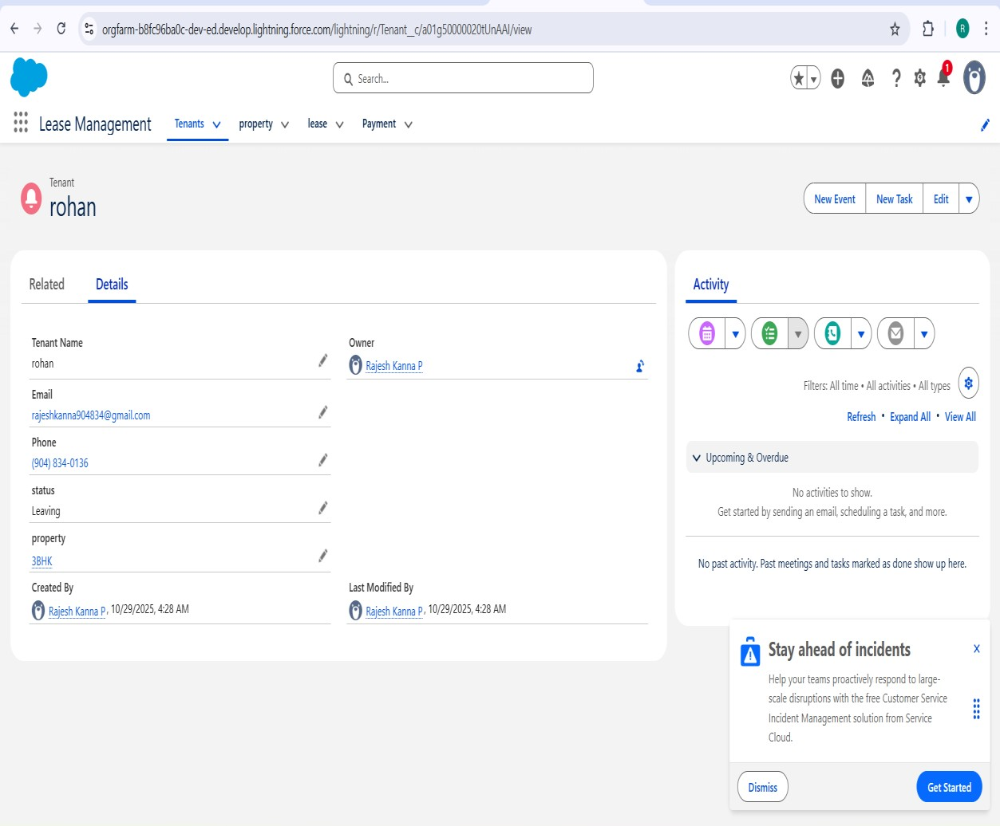 orgfarm-b8fc96ba0c-dev-ed.develop.lightning.force.com/lightning/r/Tenant__c/a01g50000020tUnAAI/view
R
Search...
1
Lease Management Tenants property lease Payment
Tenant
rohan
New Event New Task Edit
Related Details
Activity
Tenant Name
rohan
Owner
Rajesh Kanna P
Email
rajeshkanna904834@gmail.com
Phone
(904) 834-0136
status
Leaving
property
3BHK
Created By
Rajesh Kanna P, 10/29/2025, 4:28 AM
Last Modified By
Rajesh Kanna P, 10/29/2025, 4:28 AM
Filters: All time • All activities • All types
Refresh • Expand All • View All
Upcoming & Overdue
No activities to show.
Get started by sending an email, scheduling a task, and more.
No past activity. Past meetings and tasks marked as done show up here.
Stay ahead of incidents
Help your teams proactively respond to large-
scale disruptions with the free Customer Service
Incident Management solution from Service
Cloud.
Dismiss Get Started